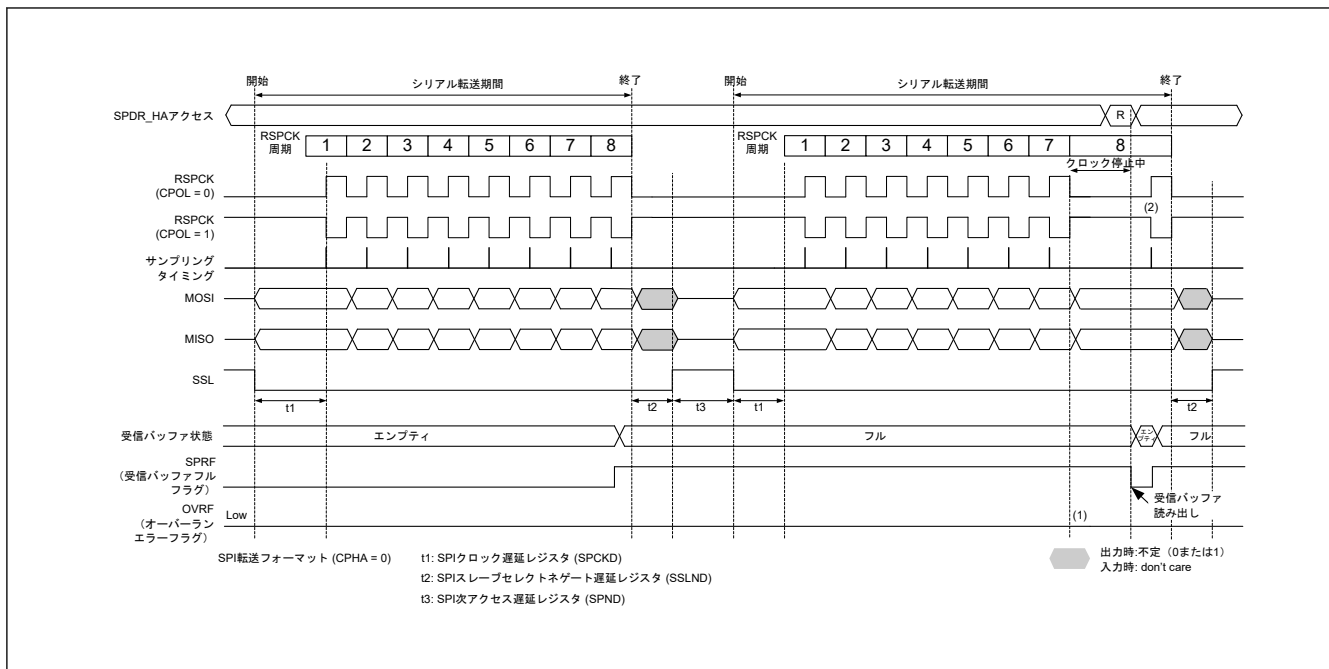 開始 シリアル転送期間 終了 開始 シリアル転送期間 終了
SPDR_HAアクセス R
RSPCK
周期 1 2 3 4 5 6 7 8 RSPCK
周期 1 2 3 4 5 6 7 8
クロック停止中
RSPCK
(CPOL = 0)
RSPCK
(CPOL = 1) (2)
サンプリング
タイミング
MOSI
MISO
SSL
t1 t2 t3 t1 t2
受信バッファ状態 エンプティ フル エン
プティ フル
SPRF
(受信バッファフル
フラグ)
受信バッファ
読み出し
OVRF
(オーバーラン
エラーフラグ) Low (1)
SPI転送フォーマット (CPHA = 0) t1: SPIクロック遅延レジスタ (SPCKD)
t2: SPIスレーブセレクトネゲート遅延レジスタ (SSLND)
t3: SPI次アクセス遅延レジスタ (SPND)
出力時:不定(0または1)
入力時: don't care